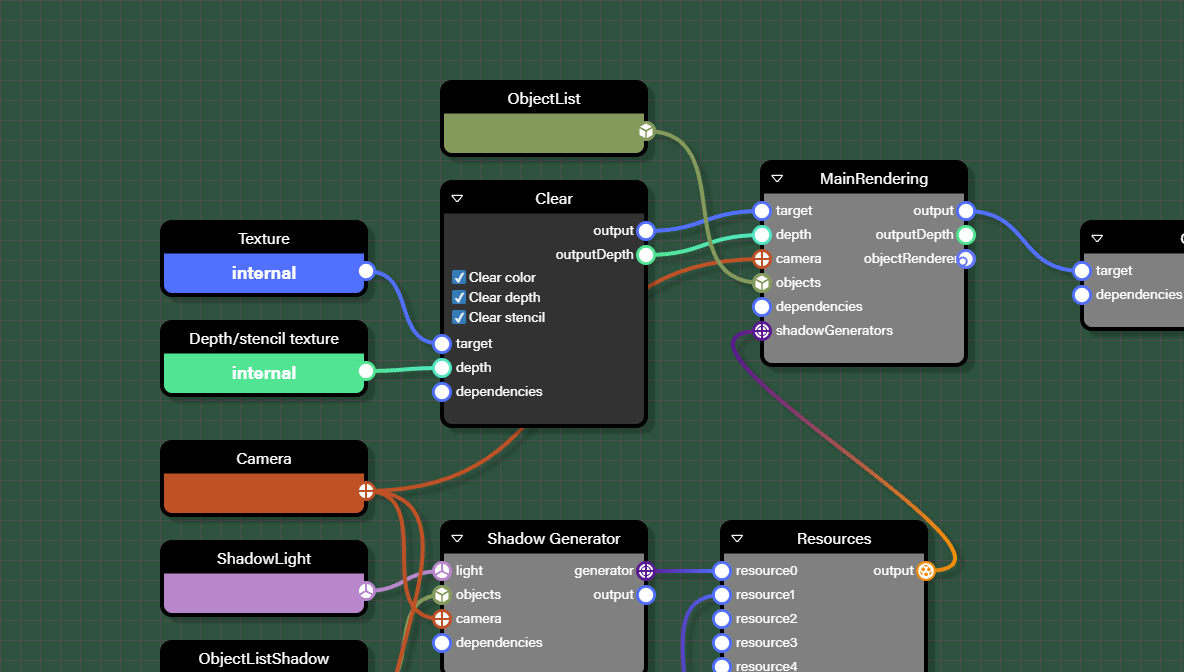 ObjectList
Clear
output
outputDepth
Clear color
Clear depth
Clear stencil
target
depth
dependencies
MainRendering
target
output
depth
outputDepth
camera
objectRenderer
objects
dependencies
shadowGenerators
target
dependencies
Texture
internal
Depth/stencil texture
internal
Camera
ShadowLight
ObjectListShadow
Shadow Generator
light
generator
objects
output
camera
dependencies
Resources
resource0
output
resource1
resource2
resource3
resource4